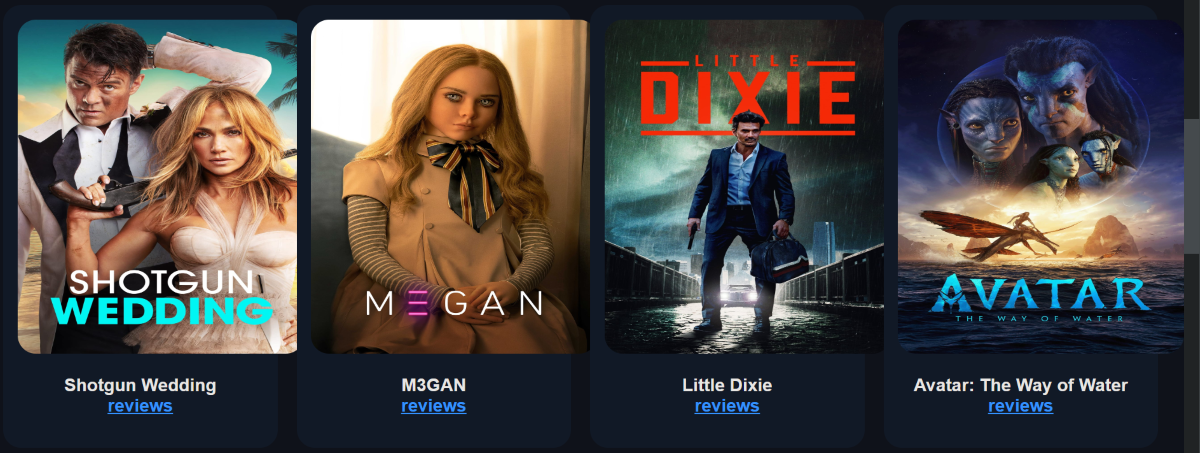 SHOTGUN
WEDDING
Shotgun Wedding
reviews
M3GAN
M3GAN
reviews
LITTLE
DIXIE
Little Dixie
reviews
AVATAR
THE WAY OF WATER
Avatar: The Way of Water
reviews